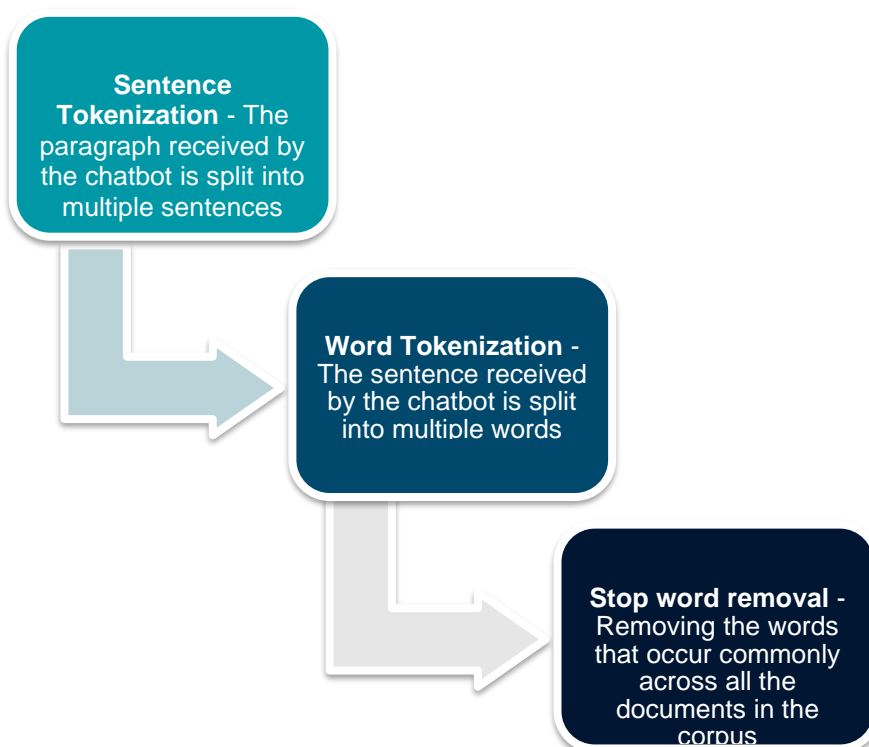 Sentence
Tokenization - The
paragraph received by
the chatbot is split into
multiple sentences
Word Tokenization -
The sentence received
by the chatbot is split
into multiple words
Stop word removal -
Removing the words
that occur commonly
across all the
documents in the
corpus